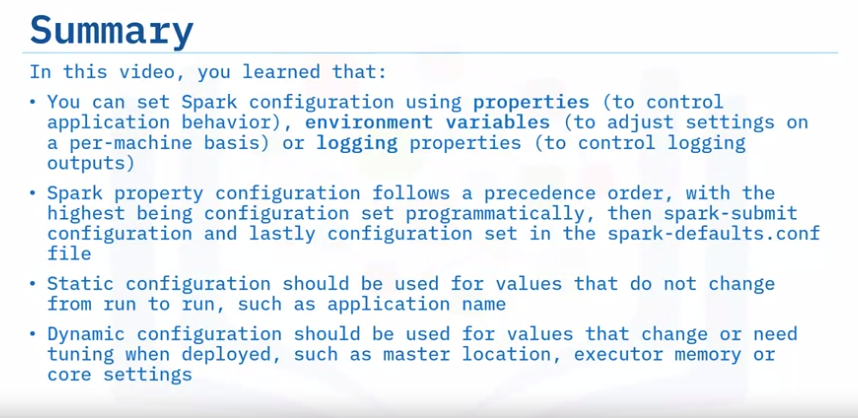 Summary
In this video, you learned that:
• You can set Spark configuration using properties (to control
application behavior), environment variables (to adjust settings on
a per-machine basis) or logging properties (to control logging
outputs)
• Spark property configuration follows a precedence order, with the
highest being configuration set programmatically, then spark-submit
configuration and lastly configuration set in the spark-defaults.conf
file
• Static configuration should be used for values that do not change
from run to run, such as application name
• Dynamic configuration should be used for values that change or need
tuning when deployed, such as master location, executor memory or
core settings